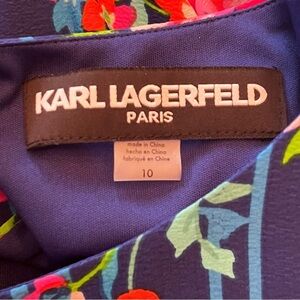 KARL LAGERFELD
PARIS
made in China
hecho en China
fabriqué en Chine
10